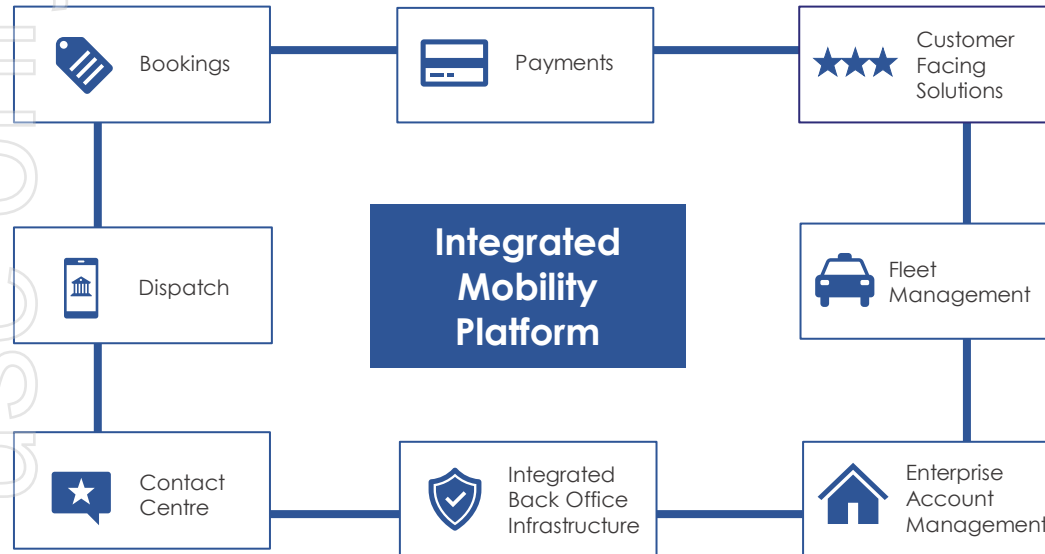 Bookings
Payments
Customer
Facing
Solutions
Dispatch
Integrated
Mobility
Platform
Fleet
Management
Contact
Centre
Integrated
Back Office
Infrastructure
Enterprise
Account
Management